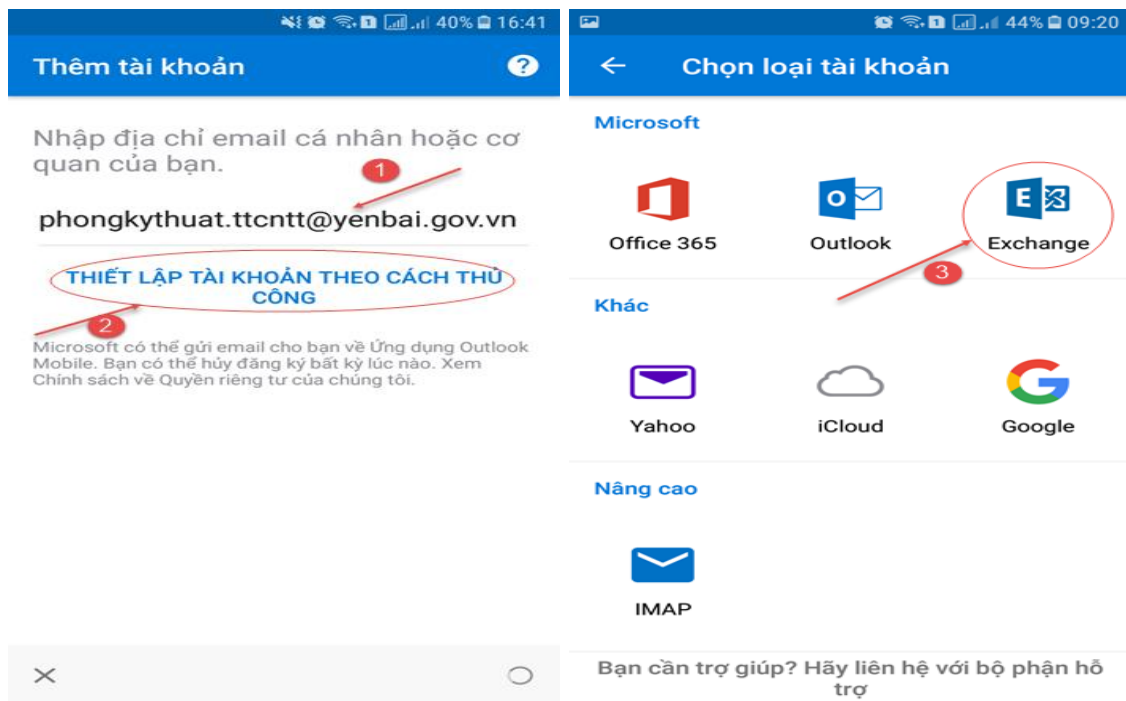 40% 16:41
Thêm tài khoản
?
Nhập địa chỉ email cá nhân hoặc cơ
quan của bạn.
1
phongkythuat.ttcntt@yenbai.gov.vn
THIẾT LẬP TÀI KHOẢN THEO CÁCH THỦ
CÔNG
2
Microsoft có thể gửi email cho bạn về Ứng dụng Outlook
Mobile. Bạn có thể hủy đăng ký bất kỳ lúc nào. Xem
Chính sách về Quyền riêng tư của chúng tôi.
44% 09:20
Chọn loại tài khoản
Microsoft
Office 365
Outlook
Exchange
3
Khác
Yahoo
iCloud
Google
Nâng cao
IMAP
Bạn cần trợ giúp? Hãy liên hệ với bộ phận hỗ
trợ